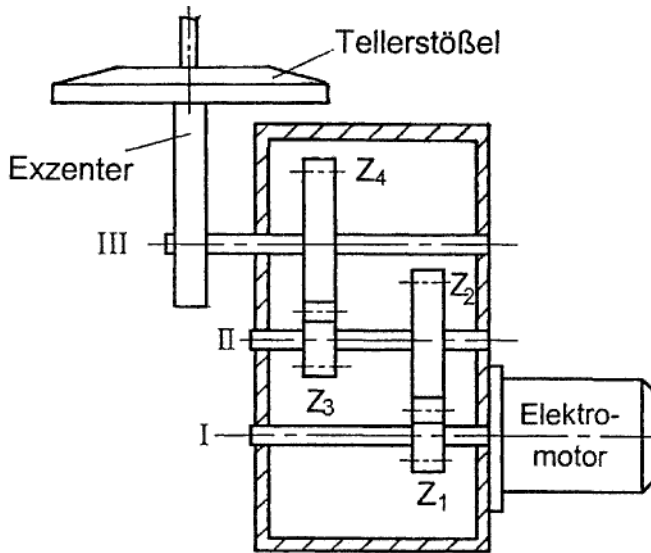 Tellerstößel
Exzenter
Z4
III
Z2
II
Z3
I
Elektro-
motor
Z1